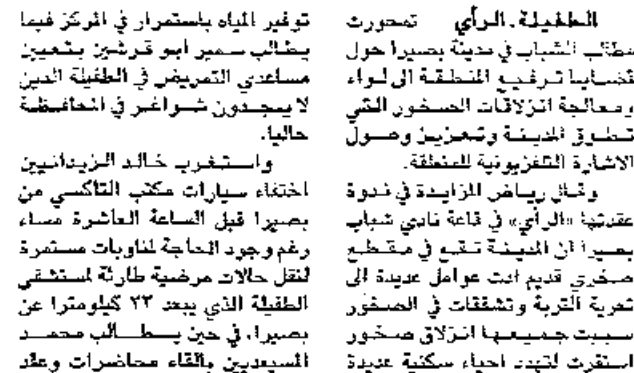 الطفيلة ـ الرأي تمحورت
مطالب الشباب في مدينة بصيرا حول
قضايا ترفيع المنطقة الى لواء
ومعالجة انزلاقات الصخور التي
تطوق المدينة وتعزيز وصول
الاشارة التلفزيونية للمنطقة.
وقال رياض المزايدة في ندوة
عقدتها «الرأي» في قاعة نادي شباب
بصيرا ان المدينة تقع في مقطع
صخري قديم ادت عوامل عديدة الى
تعرية التربة وتشققات في الصخور
سببت جميعها انزلاق صخور
استقرت لتهدد احياء سكنية عديدة
توفير المياه باستمرار في المركز فيما
يطالب سمير ابو قرشين بتعيين
مساعدي التمريض في الطفيلة الذين
لا يجدون شواغر في المحافظة
حاليا.
واستغرب خالد الزيدانيين
اختفاء سيارات مكتب التاكسي من
بصيرا قبل الساعة العاشرة مساء
رغم وجود الحاجة لمناوبات مستمرة
لنقل حالات مرضية طارئة لمستشفى
الطفيلة الذي يبعد ٢٣ كيلومترا عن
بصيرا، في حين يطالب محمد
السبعديين بالقاء محاضرات وعقد